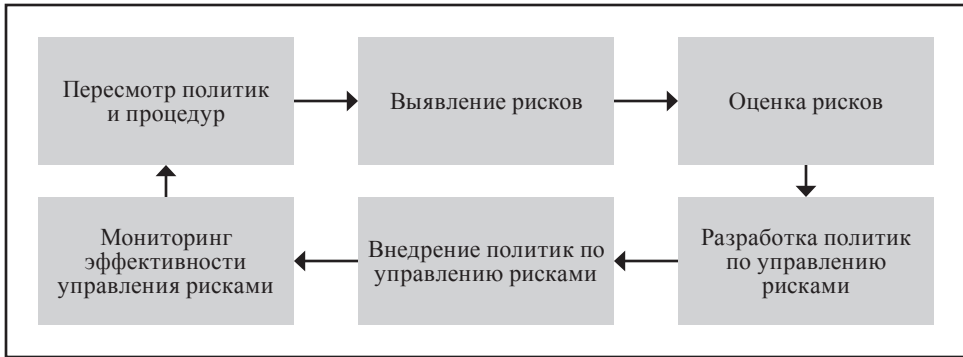 Пересмотр политик
и процедур
Выявление рисков
Оценка рисков
Мониторинг
эффективности
управления рисками
Внедрение политик по
управлению рисками
Разработка политик
по управлению
рисками